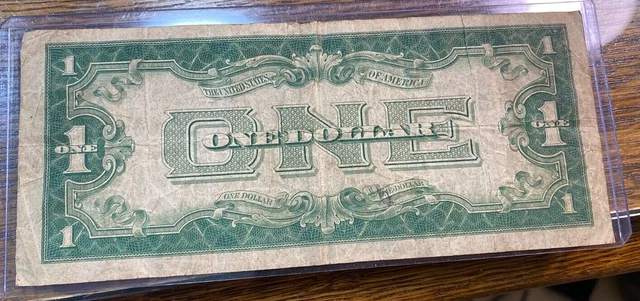 1 THE UNITED STATES OF AMERICA 1
ONE
ONE DOLLAR
1 ONE
1 ONE
ONE DOLLAR ONE DOLLAR
1 1